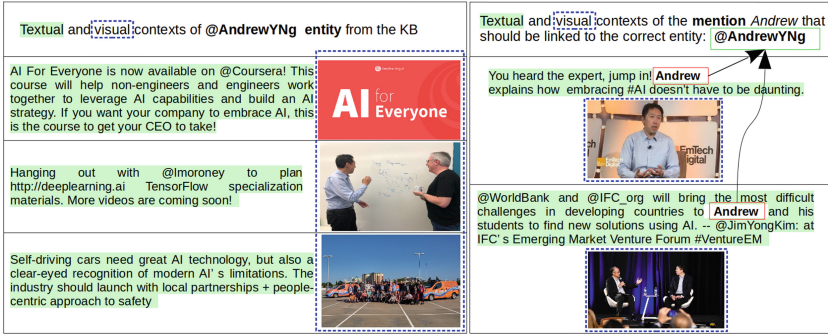 Textual and visual contexts of @AndrewYNg entity from the KB
AI For Everyone is now available on @Coursera! This
course will help non-engineers and engineers work
together to leverage AI capabilities and build an AI
strategy. If you want your company to embrace AI, this
is the course to get your CEO to take!
AI for
Everyone
Hanging out with @lmoroney to plan
http://deeplearning.ai TensorFlow specialization
materials. More videos are coming soon!
Self-driving cars need great AI technology, but also a
clear-eyed recognition of modern AI' s limitations. The
industry should launch with local partnerships + people-
centric approach to safety
Textual and visual contexts of the mention Andrew that
should be linked to the correct entity: @AndrewYNg
You heard the expert, jump in! Andrew
explains how embracing #AI doesn't have to be daunting.
EmTech
Digital
@WorldBank and @IFC_org will bring the most difficult
challenges in developing countries to Andrew and his
students to find new solutions using AI. -- @JimYongKim: at
IFC' s Emerging Market Venture Forum #VentureEM